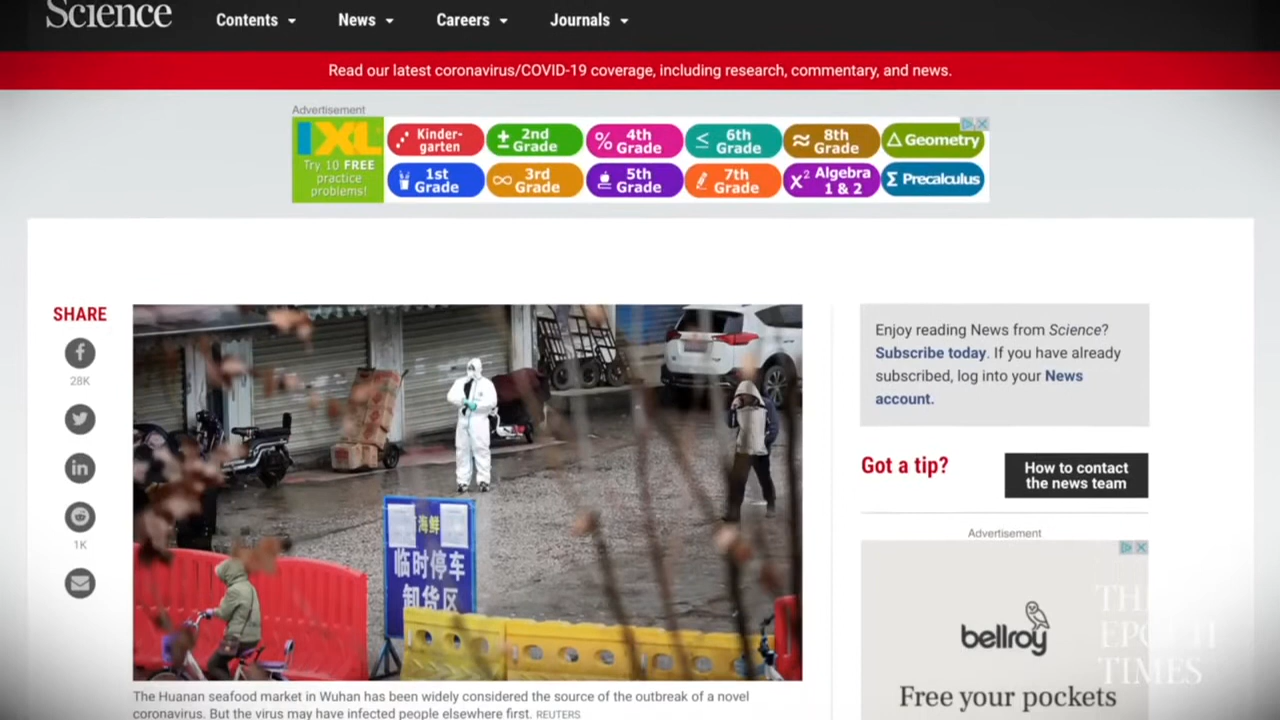 Science
Contents
News
Careers
Journals
Read our latest coronavirus/COVID-19 coverage, including research, commentary, and news.
Advertisement
IXL
Try 10 FREE
practice
problems!
Kinder-
garten
± 2nd
Grade
% 4th
Grade
≤ 6th
Grade
≈ 8th
Grade
Geometry
1st
Grade
∞ 3rd
Grade
5th
Grade
7th
Grade
X² Algebra
1 & 2
Σ Precalculus
SHARE
28K
1K
海鲜
临时停车
卸货区
The Huanan seafood market in Wuhan has been widely considered the source of the outbreak of a novel
coronavirus. But the virus may have infected people elsewhere first. REUTERS
Enjoy reading News from Science?
Subscribe today. If you have already
subscribed, log into your News
account.
Got a tip?
How to contact
the news team
Advertisement
bellroy
Free your pockets
THE
EPOCH
TIMES